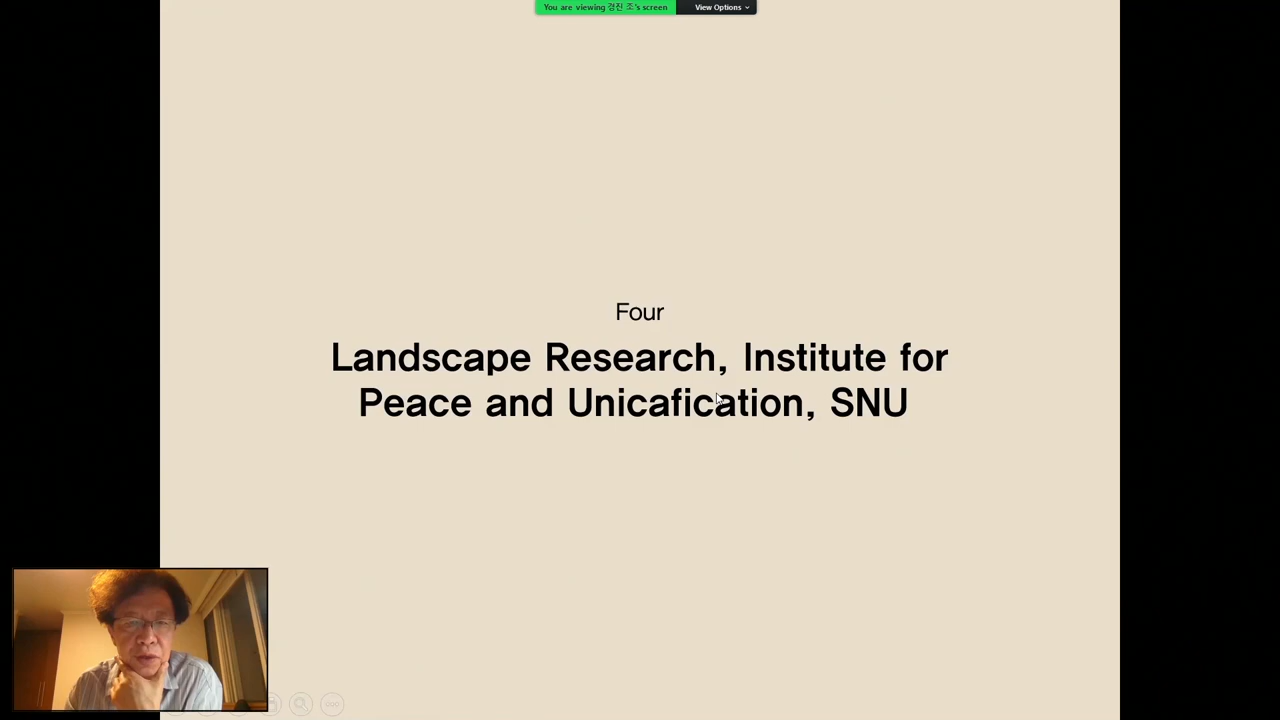 You are viewing 경진 조's screen
View Options
Four
Landscape Research, Institute for
Peace and Unicafication, SNU